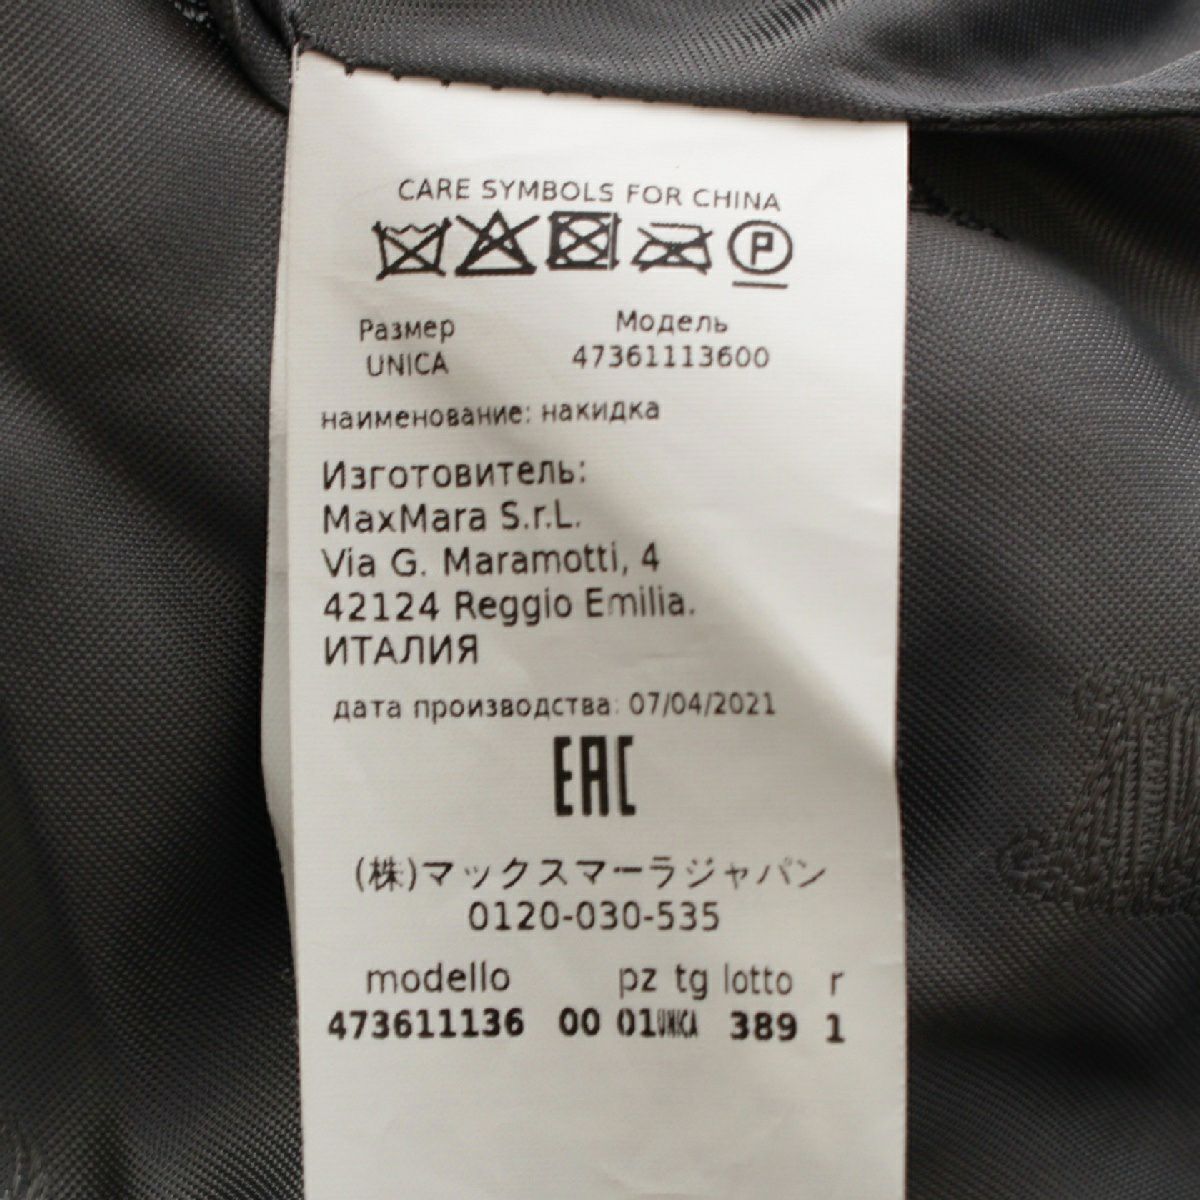 CARE SYMBOLS FOR CHINA
P
Размер Модель
UNICA 47361113600
наименование: накидка
Изготовитель:
MaxMara S.r.L.
Via G. Maramotti, 4
42124 Reggio Emilia.
ИТАЛИЯ
дата производства: 07/04/2021
EAC
(株)マックスマーラジャパン
0120-030-535
modello pz tg lotto r
473611136 00 01 UNICA 389 1